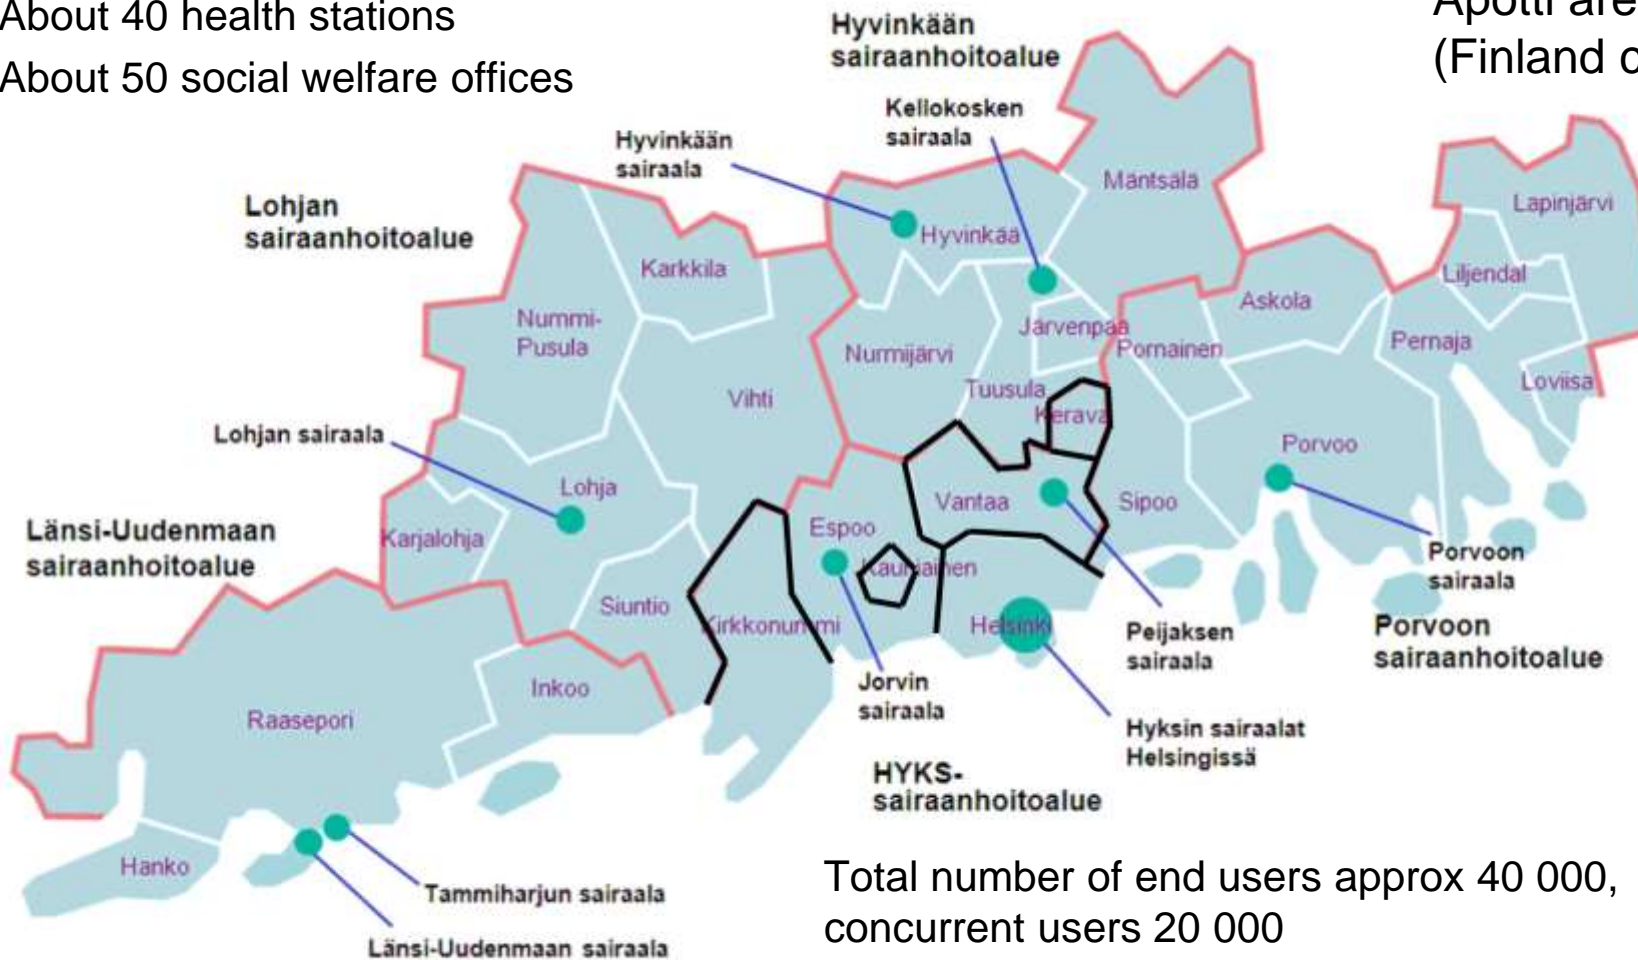 About 40 health stations
About 50 social welfare offices
Apotti are
(Finland
Hyvinkään
sairaanhoitoalue
Kellokosken
sairaala
Hyvinkään
sairaala
Lohjan
sairaanhoitoalue
Mäntsälä
Lapinjärvi
Hyvinkää
Karkkila
Liljendal
Askola
Nummi-
Pusula
Järvenpää
Nurmijärvi
Pornainen
Pernaja
Vihti
Tuusula
Loviisa
Kerava
Lohjan sairaala
Porvoo
Lohja
Vantaa
Sipoo
Espoo
Karjalohja
Länsi-Uudenmaan
sairaanhoitoalue
Kauniainen
Porvoon
sairaala
Siuntio
Kirkkonummi
Helsinki
Peijaksen
sairaala
Porvoon
sairaanhoitoalue
Inkoo
Jorvin
sairaala
Raasepori
Hyksin sairaalat
Helsingissä
HYKS-
sairaanhoitoalue
Hanko
Tammiharjun sairaala
Länsi-Uudenmaan sairaala
Total number of end users approx 40 000,
concurrent users 20 000